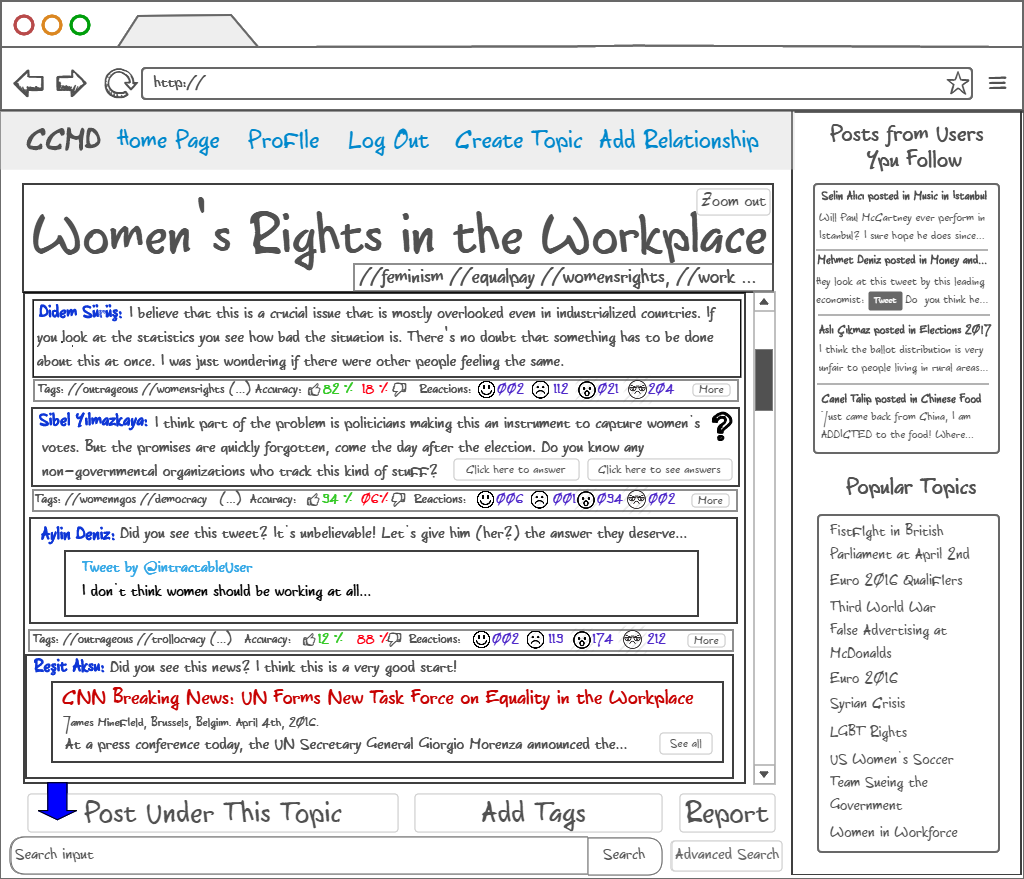 http://
CCMD Home Page Profile Log Out Create Topic Add Relationship
Women's Rights in the Workplace
Zoom out
//feminism //equalpay //womensrights, //work ...
Didem Sürüş: I believe that this is a crucial issue that is mostly overlooked even in industrialized countries. If
you look at the statistics you see how bad the situation is. There's no doubt that something has to be done
about this at once. I was just wondering if there were other people feeling the same.
Tags: //outrageous //womensrights (...) Accuracy: 82 % 18 % Reactions: 002 112 021 204 More
Sibel Yılmazkaya: I think part of the problem is politicians making this an instrument to capture women's
votes. But the promises are quickly forgotten, come the day after the election. Do you know any
non-governmental organizations who track this kind of stuff? Click here to answer Click here to see answers
?
Tags: //womenngos //democracy (...) Accuracy: 94 % 06% Reactions: 006 001 094 002 More
Aylin Deniz: Did you see this tweet? It's unbelievable! Let's give him (her?) the answer they deserve...
Tweet by @intractableUser
I don't think women should be working at all...
Tags: //outrageous //trollocracy (...) Accuracy: 12 % 88 % Reactions: 002 119 174 212 More
Reşit Aksu: Did you see this news? I think this is a very good start!
CNN Breaking News: UN Forms New Task Force on Equality in the Workplace
James Minefield, Brussels, Belgim. April 4th, 2016.
At a press conference today, the UN Secretary General Giorgio Morenza announced the... See all
Post Under This Topic Add Tags Report
Search input Search Advanced Search
Posts from Users
Ypu Follow
Selin Alıcı posted in Music in Istanbul
Will Paul McCartney ever perform in
Istanbul? I sure hope he does since...
Mehmet Deniz posted in Money and...
Hey look at this tweet by this leading
economist: Tweet Do you think he...
Aslı Çıkmaz posted in Elections 2017
I think the ballot distribution is very
unfair to people living in rural areas...
Canel Talip posted in Chinese Food
Just came back from China, I am
ADDICTED to the food! Where...
Popular Topics
Fistfight in British
Parliament at April 2nd
Euro 2016 Qualifiers
Third World War
False Advertising at
McDonalds
Euro 2016
Syrian Crisis
LGBT Rights
US Women's Soccer
Team Sueing the
Government
Women in Workforce